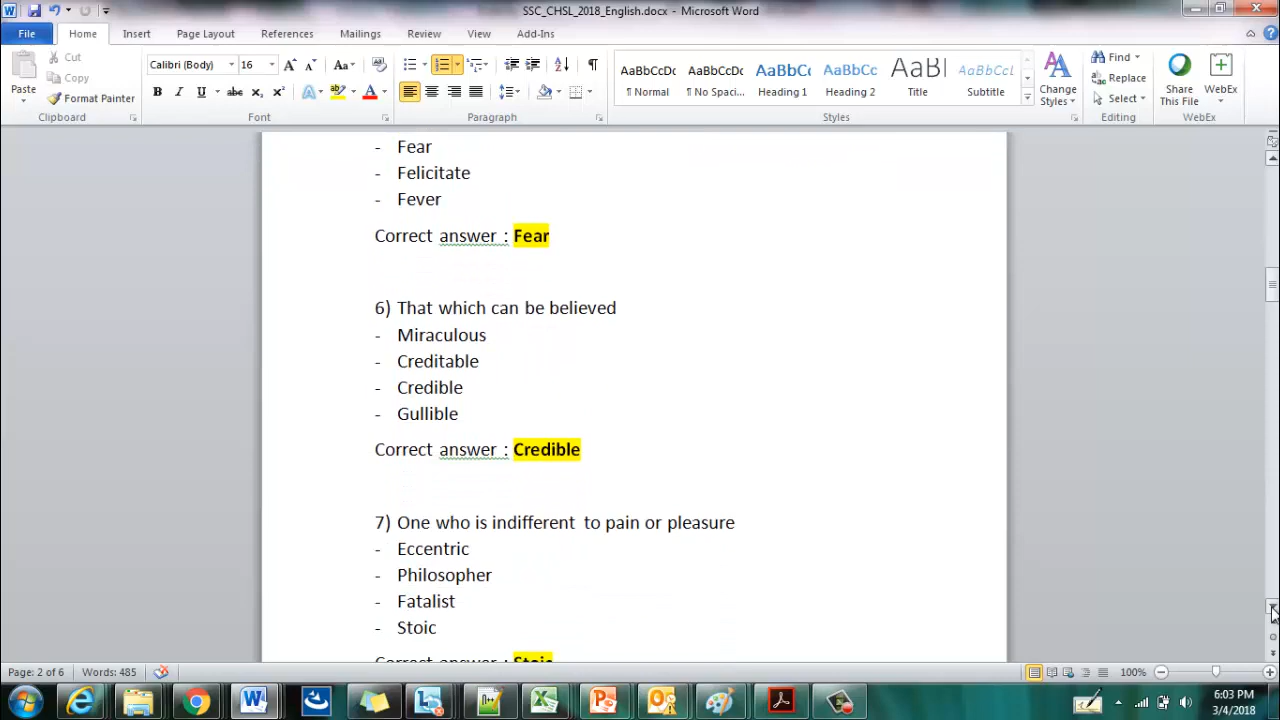 SSC_CHSL_2018_English.docx - Microsoft Word
File Home Insert Page Layout References Mailings Review View Add-Ins
Paste
Cut
Copy
Format Painter
Clipboard
Calibri (Body) 16
Font
Paragraph
AaBbCcDc AaBbCcDc AaBbCc AaBbCc AaBl AaBbCcDc
¶ Normal ¶ No Spaci... Heading 1 Heading 2 Title Subtitle
Change Styles
Styles
Find
Replace
Select
Editing
Share This File
WebEx
WebEx
- Fear
- Felicitate
- Fever
Correct answer : Fear
6) That which can be believed
- Miraculous
- Creditable
- Credible
- Gullible
Correct answer : Credible
7) One who is indifferent to pain or pleasure
- Eccentric
- Philosopher
- Fatalist
- Stoic
Correct answer : Stoic
Page: 2 of 6 Words: 485 100%
6:03 PM
3/4/2018